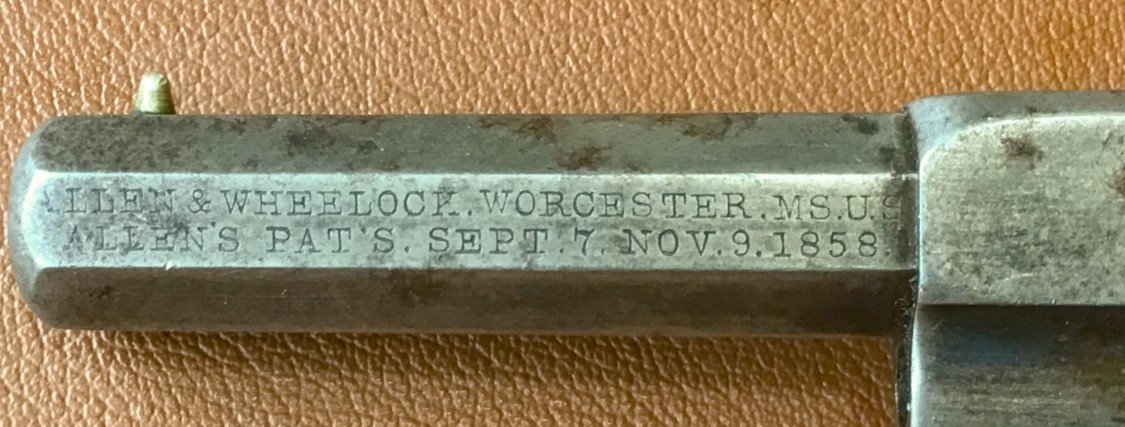 ALLEN & WHEELOCK. WORCESTER. MS. U.S
ALLEN'S PAT'S. SEPT. 7. NOV. 9. 1858.